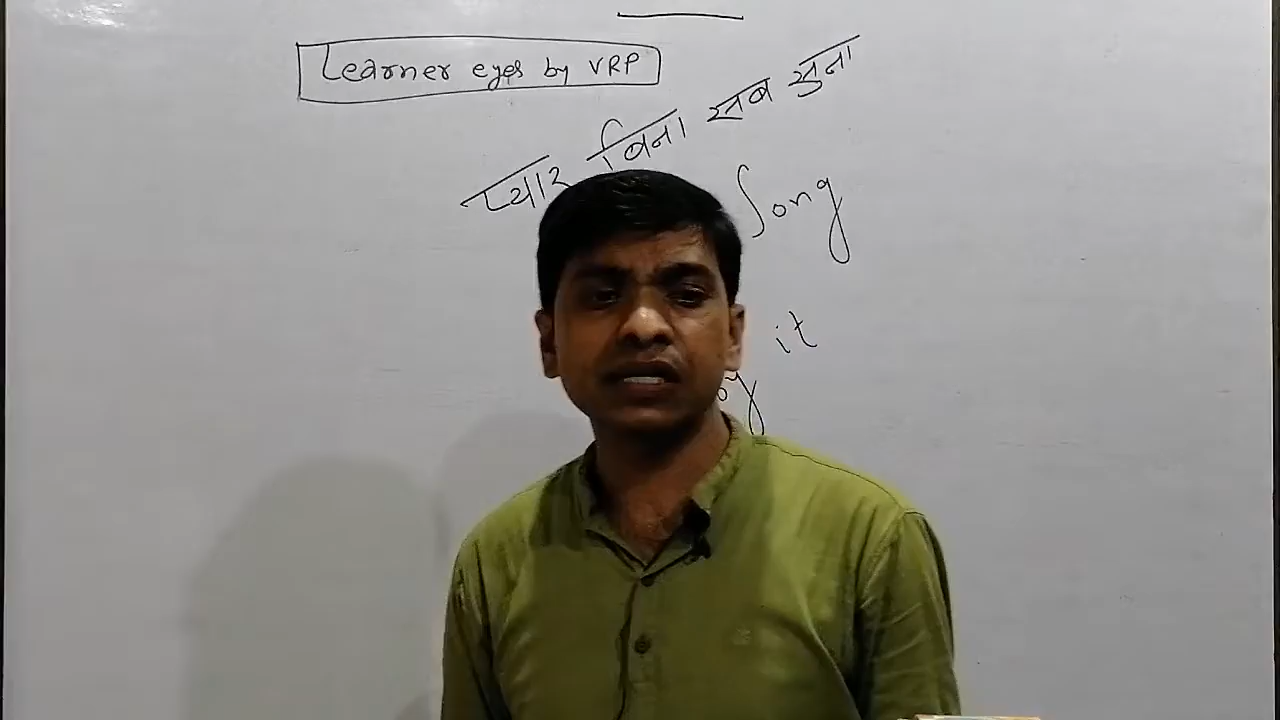 Learner eyes by VRP
प्यार बिना सब सुना
Song
it